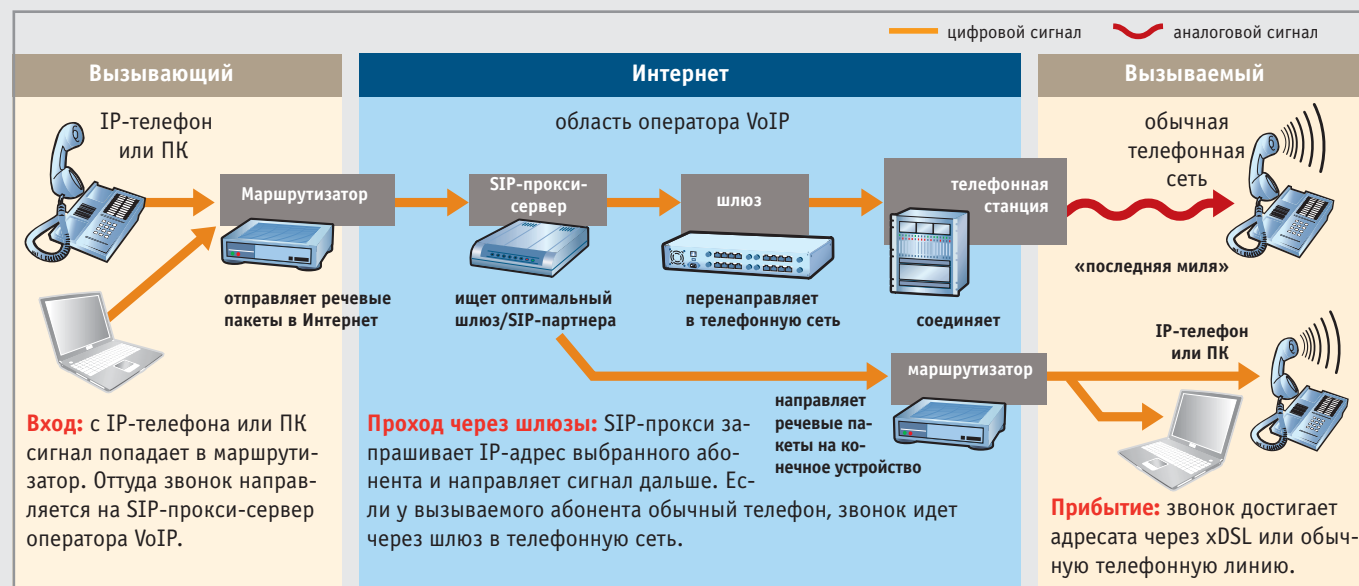 цифровой сигнал
аналоговой сигнал
Вызывающий
Интернет
Вызываемый
IP-телефон
или ПК
область оператора VoIP
обычная
телефонная
сеть
Маршрутизатор
SIP-прокси-
сервер
шлюз
телефонная
станция
«последняя миля»
отправляет речевые
пакеты в Интернет
ищет оптимальный
шлюз/SIP-партнера
перенаправляет
в телефонную сеть
соединяет
IP-телефон
или ПК
маршрутизатор
направляет
речевые па-
кеты на ко-
нечное устройство
Вход: с IP-телефона или ПК
сигнал попадает в маршрути-
затор. Оттуда звонок направ-
ляется на SIP-прокси-сервер
оператора VoIP.
Проход через шлюзы: SIP-прокси за-
прашивает IP-адрес выбранного або-
нента и направляет сигнал дальше. Ес-
ли у вызываемого абонента обычный телефон, звонок идет
через шлюз в телефонную сеть.
Прибытие: звонок достигает
адресата через xDSL или обыч-
ную телефонную линию.